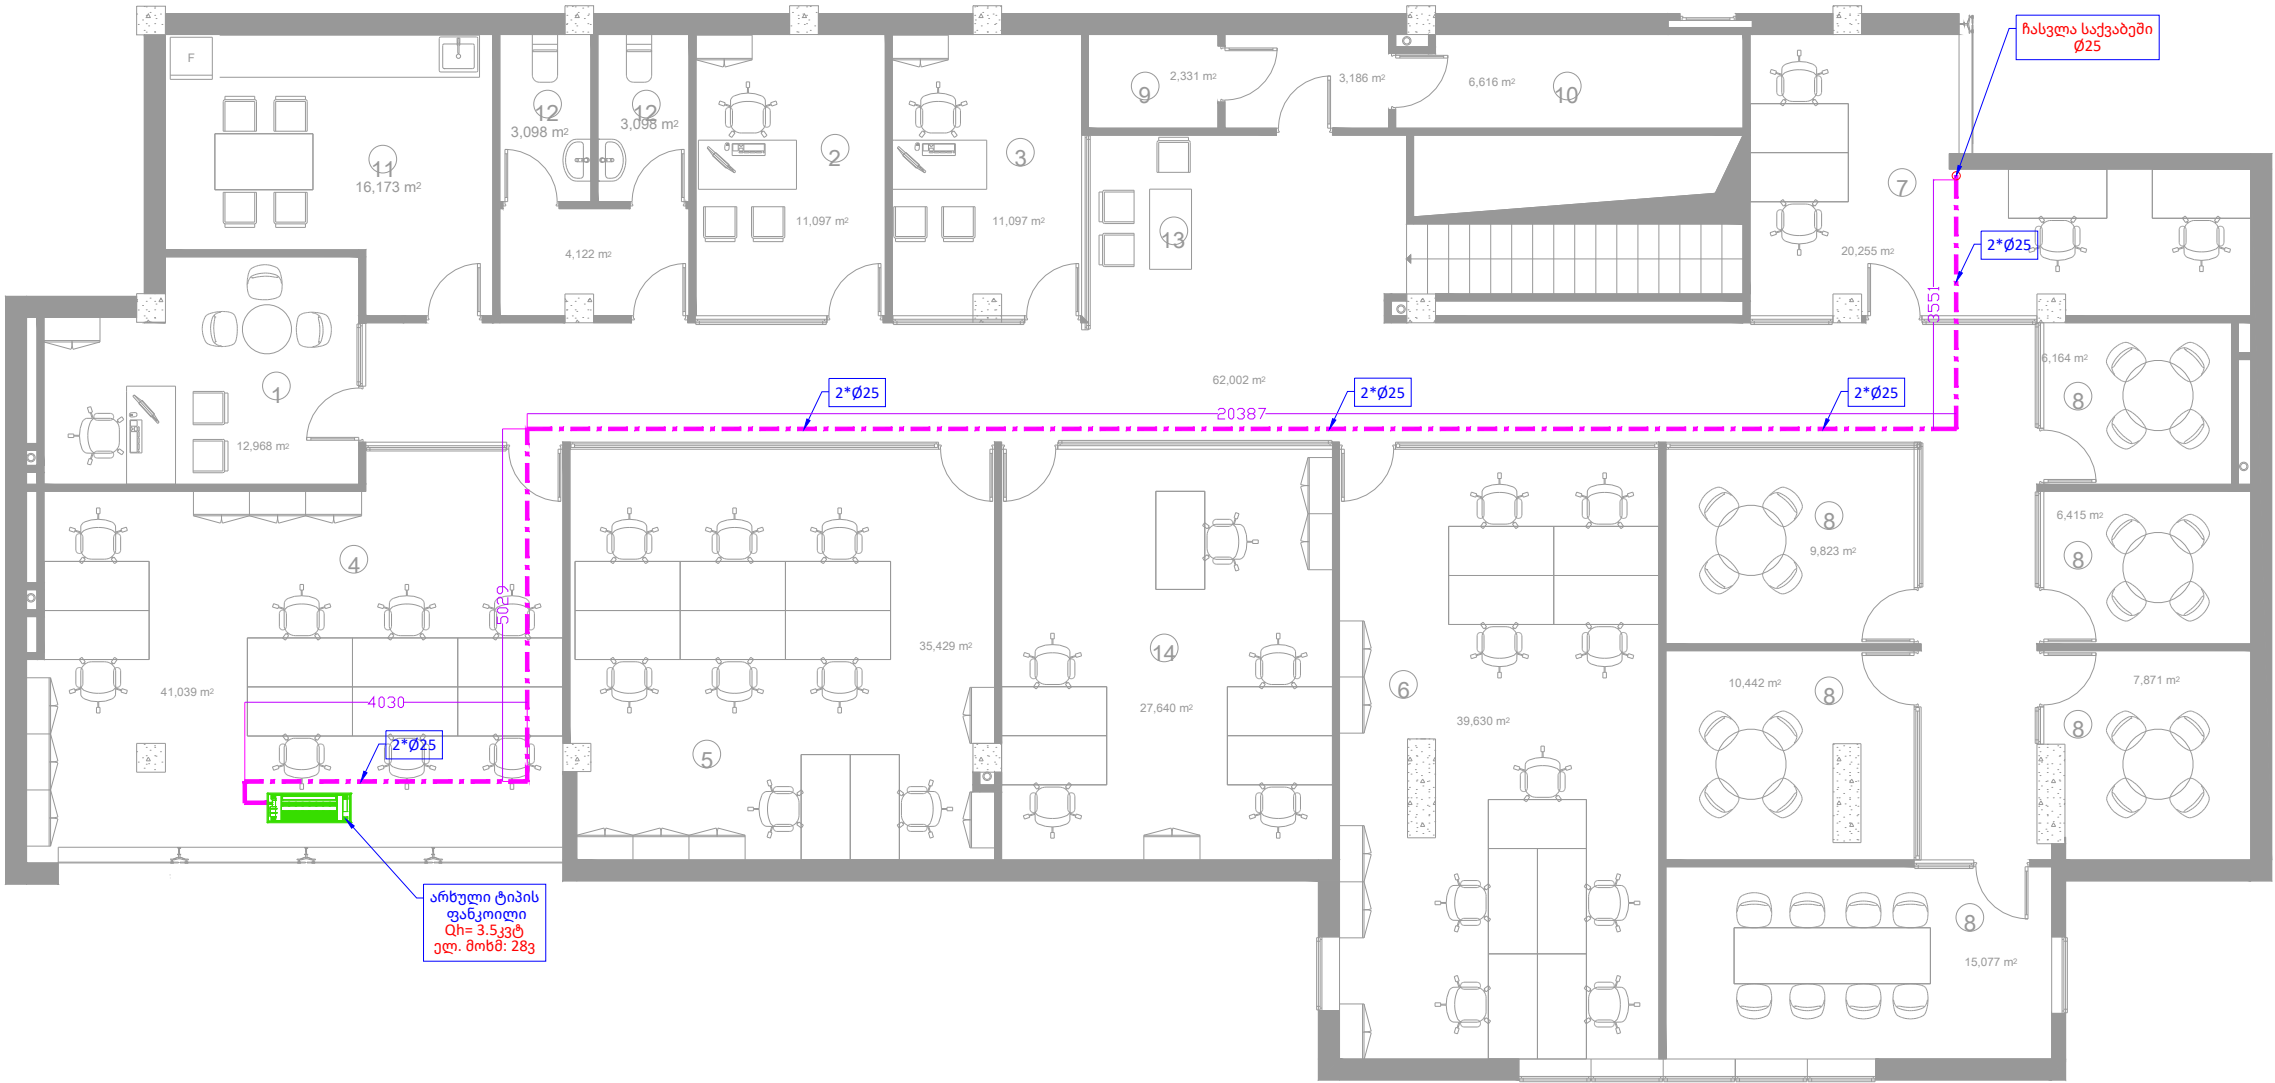 ჩასვლა საქვაბეში
Ø25
F
12
3,098 m²
12
3,098 m²
2
3
9
2,331 m²
3,186 m²
6,616 m²
10
11
16,173 m²
7
11,097 m²
11,097 m²
13
4,122 m²
20,255 m²
2*Ø25
3551
6,164 m²
8
62,002 m²
2*Ø25
2*Ø25
2*Ø25
20387
1
12,968 m²
4
8
9,823 m²
6,415 m²
8
5029
35,429 m²
14
41,039 m²
4030
27,640 m²
6
39,630 m²
10,442 m²
8
7,871 m²
8
2*Ø25
5
არხული ტიპის
ფანკოილი
Qh= 3.5კვტ
ელ. მოხმ: 28ვ
8
15,077 m²